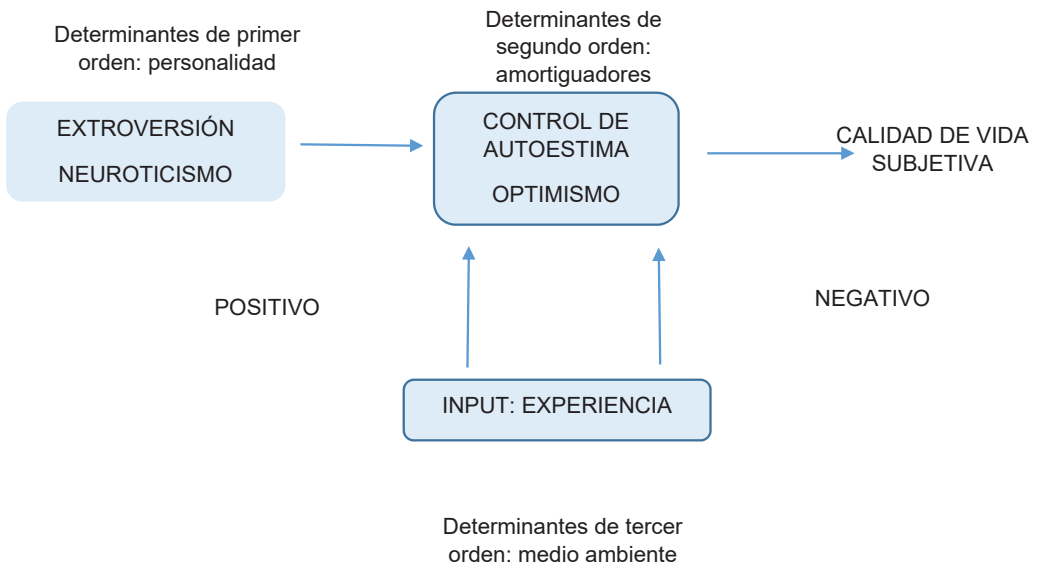 Determinantes de primer
orden: personalidad
EXTROVERSIÓN
NEUROTICISMO
Determinantes de
segundo orden:
amortiguadores
CONTROL DE
AUTOESTIMA
OPTIMISMO
CALIDAD DE VIDA
SUBJETIVA
POSITIVO
NEGATIVO
INPUT: EXPERIENCIA
Determinantes de tercer
orden: medio ambiente